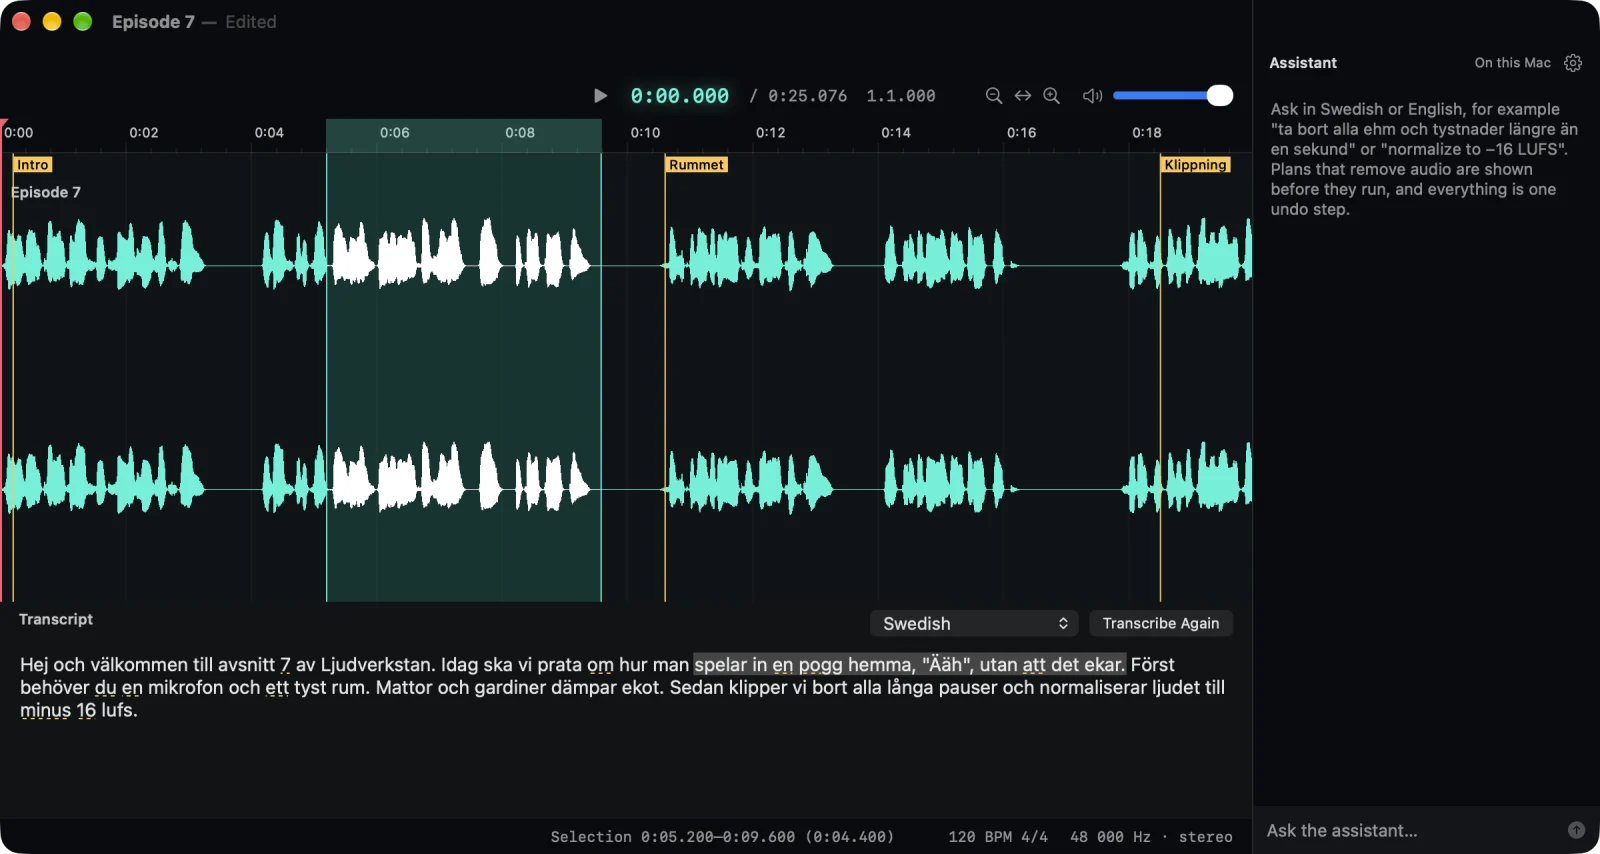 Episode 7 — Edited
Assistant
On this Mac
0:00.000 / 0:25.076 1.1.000
Ask in Swedish or English, for example
"ta bort alla ehm och tystnader längre än
en sekund" or "normalize to −16 LUFS".
Plans that remove audio are shown
before they run, and everything is one
undo step.
0:00 0:02 0:04 0:06 0:08 0:10 0:12 0:14 0:16 0:18
Intro Rummet Klippning
Episode 7
Transcript
Swedish
Transcribe Again
Hej och välkommen till avsnitt 7 av Ljudverkstan. Idag ska vi prata om hur man spelar in en pogg hemma, "Ääh", utan att det ekar. Först
behöver du en mikrofon och ett tyst rum. Mattor och gardiner dämpar ekot. Sedan klipper vi bort alla långa pauser och normaliserar ljudet till
minus 16 lufs.
Selection 0:05.200–0:09.600 (0:04.400) 120 BPM 4/4 48 000 Hz · stereo
Ask the assistant...